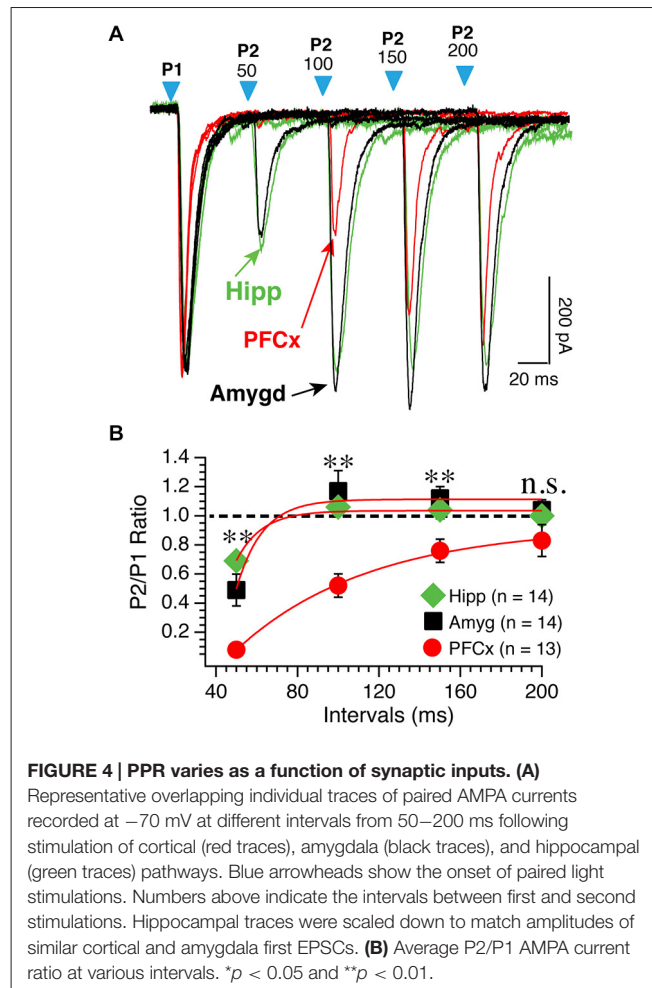 A
P1
P2
50
P2
100
P2
150
P2
200
Hipp
PFCx
Amygd
200 pA
20 ms
B
P2/P1 Ratio
1.4
1.2
1.0
0.8
0.6
0.4
0.2
**
**
**
n.s.
Hipp (n = 14)
Amyg (n = 14)
PFCx (n = 13)
40
80
120
160
200
Intervals (ms)
FIGURE 4 | PPR varies as a function of synaptic inputs. (A)
Representative overlapping individual traces of paired AMPA currents
recorded at −70 mV at different intervals from 50–200 ms following
stimulation of cortical (red traces), amygdala (black traces), and hippocampal
(green traces) pathways. Blue arrowheads show the onset of paired light
stimulations. Numbers above indicate the intervals between first and second
stimulations. Hippocampal traces were scaled down to match amplitudes of
similar cortical and amygdala first EPSCs. (B) Average P2/P1 AMPA current
ratio at various intervals. *p < 0.05 and **p < 0.01.